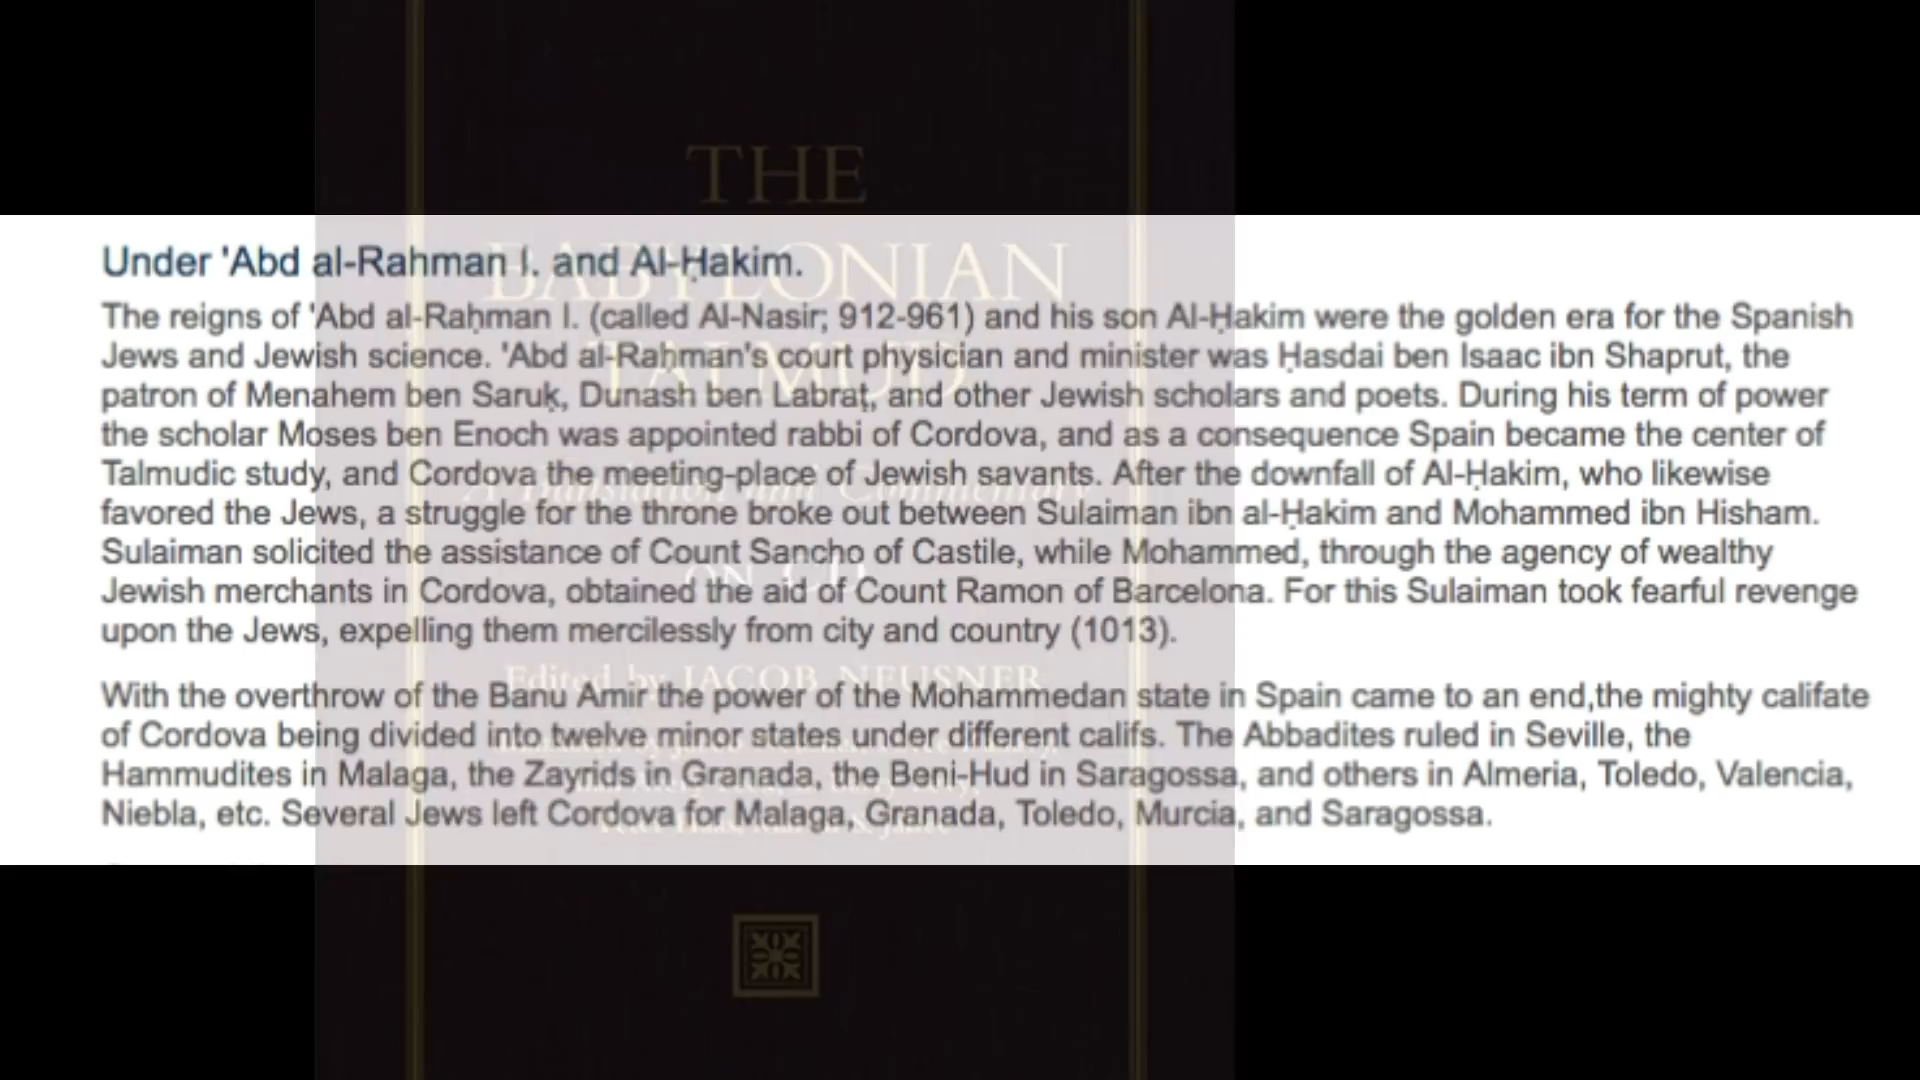 Under 'Abd al-Rahman I. and Al-Ḥakim.
The reigns of 'Abd al-Raḥman I. (called Al-Nasir; 912-961) and his son Al-Ḥakim were the golden era for the Spanish
Jews and Jewish science. 'Abd al-Raḥman's court physician and minister was Ḥasdai ben Isaac ibn Shaprut, the
patron of Menahem ben Saruḳ, Dunash ben Labraṭ, and other Jewish scholars and poets. During his term of power
the scholar Moses ben Enoch was appointed rabbi of Cordova, and as a consequence Spain became the center of
Talmudic study, and Cordova the meeting-place of Jewish savants. After the downfall of Al-Ḥakim, who likewise
favored the Jews, a struggle for the throne broke out between Sulaiman ibn al-Ḥakim and Mohammed ibn Hisham.
Sulaiman solicited the assistance of Count Sancho of Castile, while Mohammed, through the agency of wealthy
Jewish merchants in Cordova, obtained the aid of Count Ramon of Barcelona. For this Sulaiman took fearful revenge
upon the Jews, expelling them mercilessly from city and country (1013).
With the overthrow of the Banu Amir the power of the Mohammedan state in Spain came to an end,the mighty califate
of Cordova being divided into twelve minor states under different califs. The Abbadites ruled in Seville, the
Hammudites in Malaga, the Zayrids in Granada, the Beni-Hud in Saragossa, and others in Almeria, Toledo, Valencia,
Niebla, etc. Several Jews left Cordova for Malaga, Granada, Toledo, Murcia, and Saragossa.
THE
BABYLONIAN
TALMUD
A Translation and Commentary
ON CD
Edited by JACOB NEUSNER